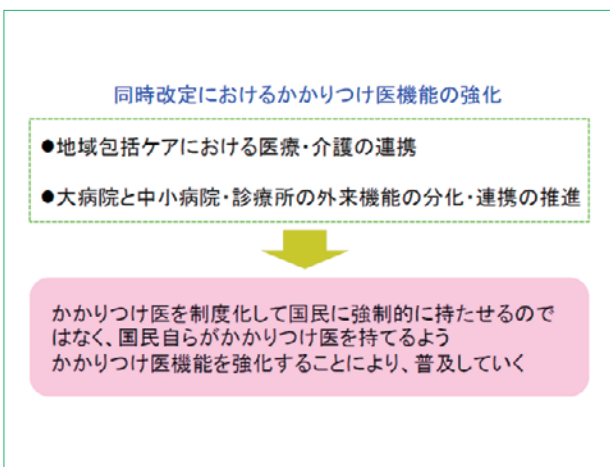 同時改定におけるかかりつけ医機能の強化
●地域包括ケアにおける医療・介護の連携
●大病院と中小病院・診療所の外来機能の分化・連携の推進
かかりつけ医を制度化して国民に強制的に持たせるので
はなく、国民自らがかかりつけ医を持てるよう
かかりつけ医機能を強化することにより、普及していく